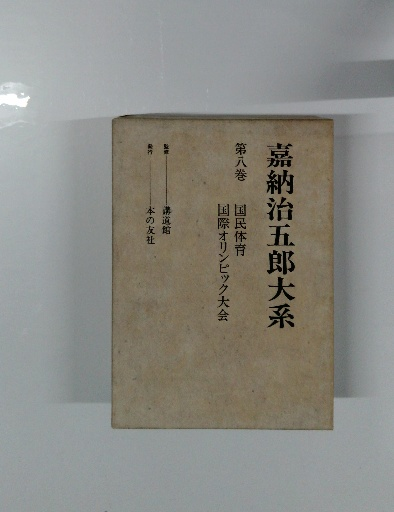 嘉納治五郎大系
第八巻 国民体育
国際オリンピック大会
監修 講道館
発行 本の友社